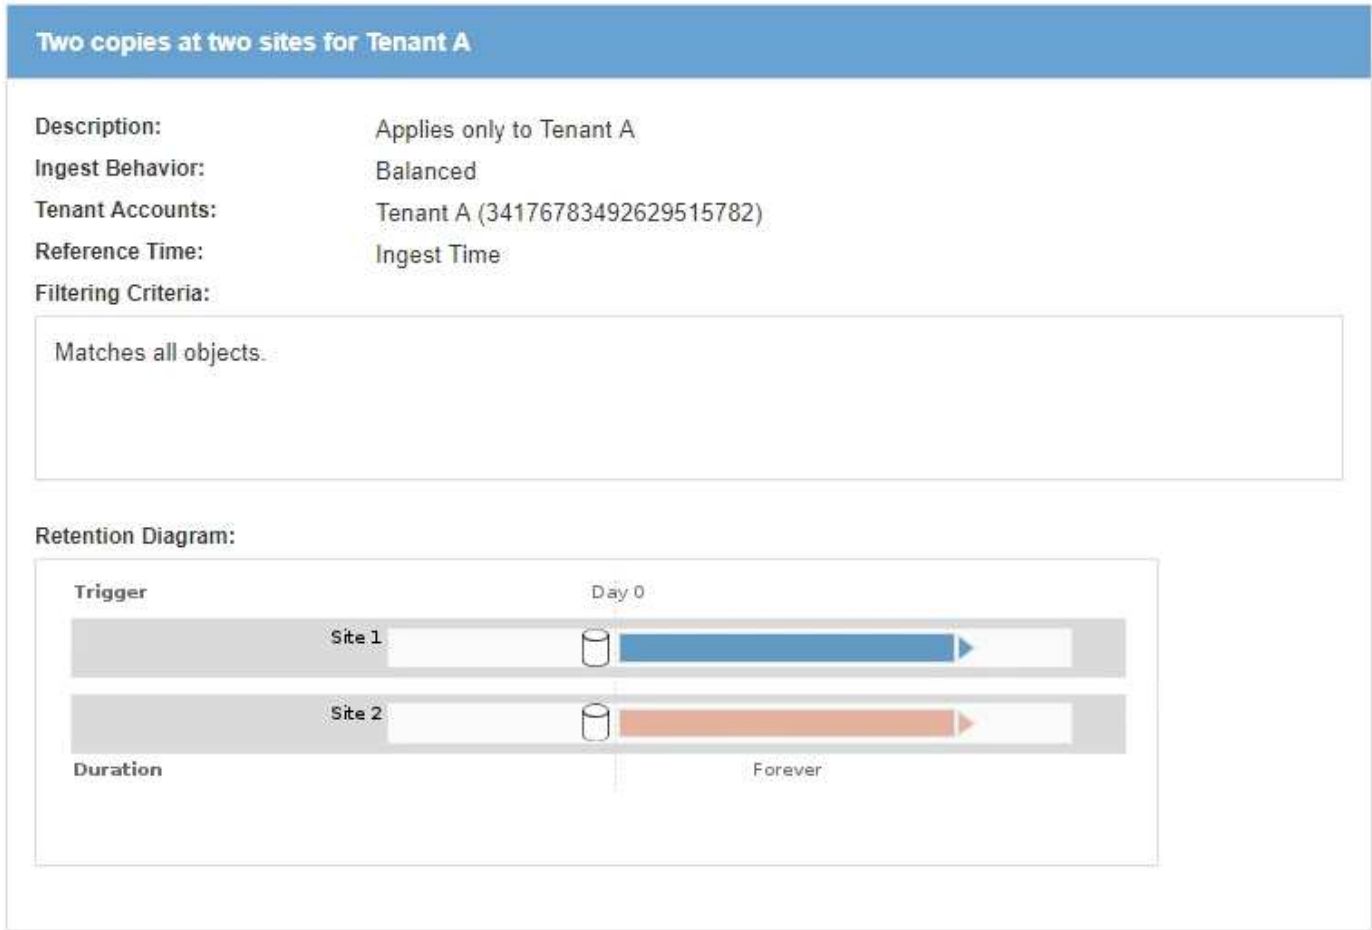 Two copies at two sites for Tenant A
Description: Applies only to Tenant A
Ingest Behavior: Balanced
Tenant Accounts: Tenant A (34176783492629515782)
Reference Time: Ingest Time
Filtering Criteria:
Matches all objects.
Retention Diagram:
Trigger Day 0
Site 1
Site 2
Duration Forever